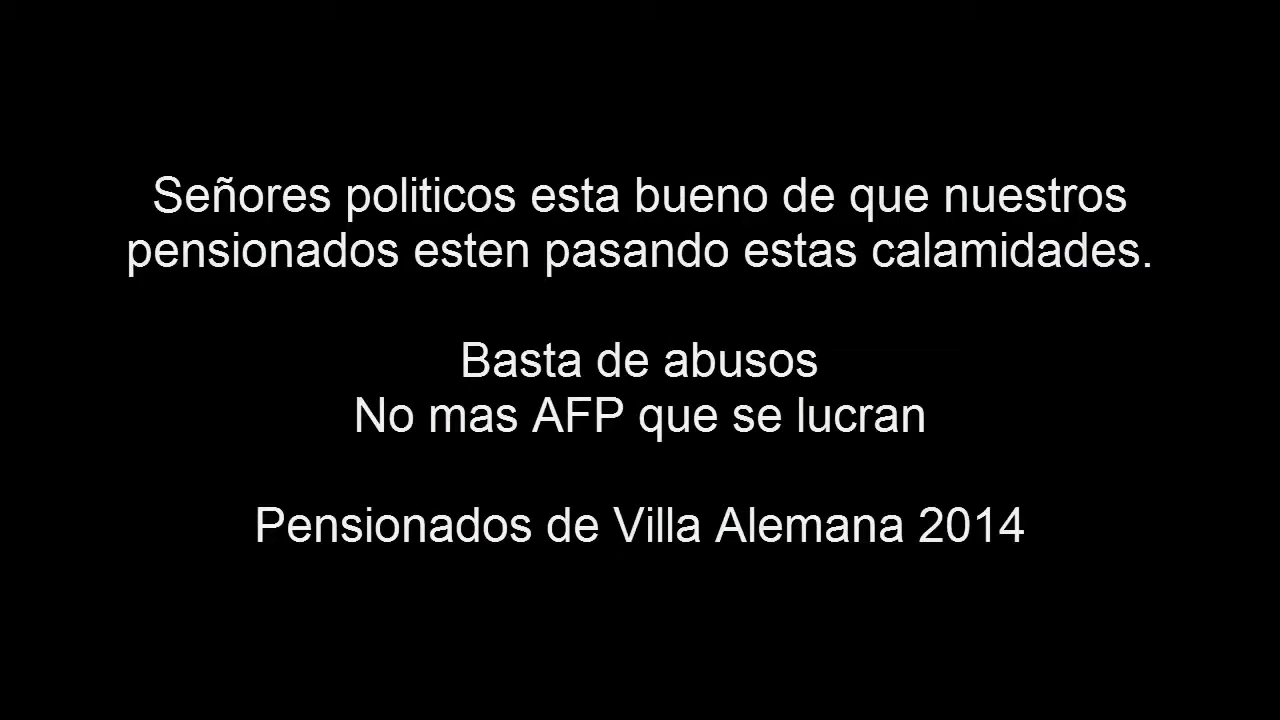 Señores politicos esta bueno de que nuestros
pensionados esten pasando estas calamidades.
Basta de abusos
No mas AFP que se lucran
Pensionados de Villa Alemana 2014